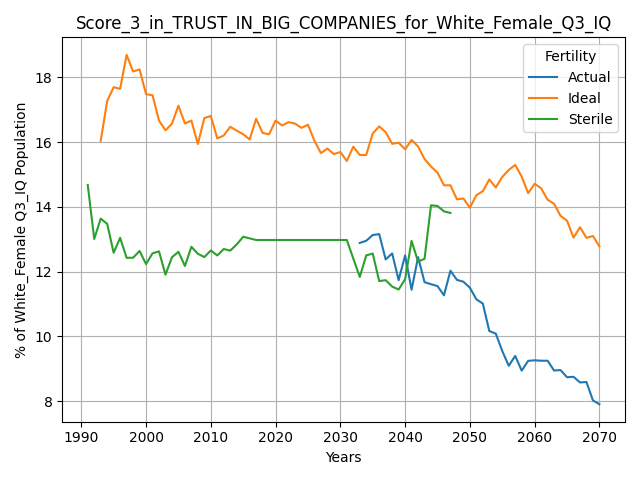 Score_3_in_TRUST_IN_BIG_COMPANIES_for_White_Female_Q3_IQ
% of White_Female Q3_IQ Population
18
16
14
12
10
8
Fertility
Actual
Ideal
Sterile
1990 2000 2010 2020 2030 2040 2050 2060 2070
Years